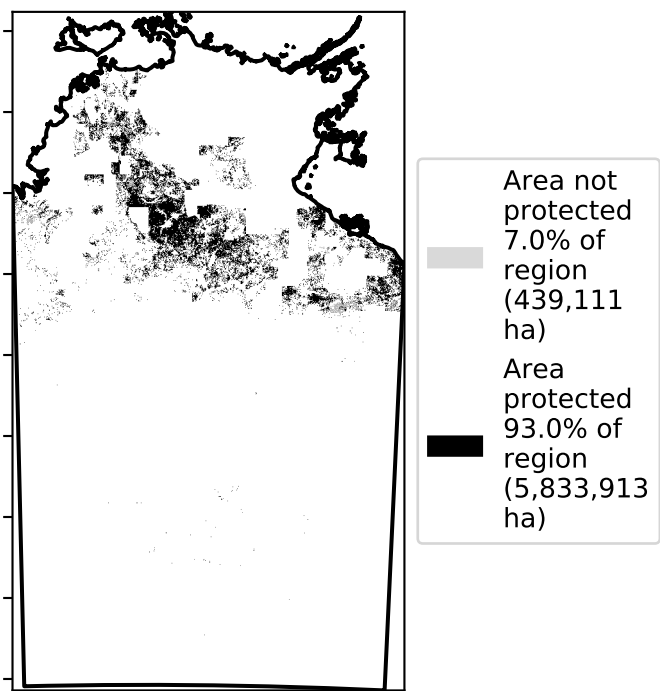 Area not
protected
7.0% of
region
(439,111
ha)
Area
protected
93.0% of
region
(5,833,913
ha)